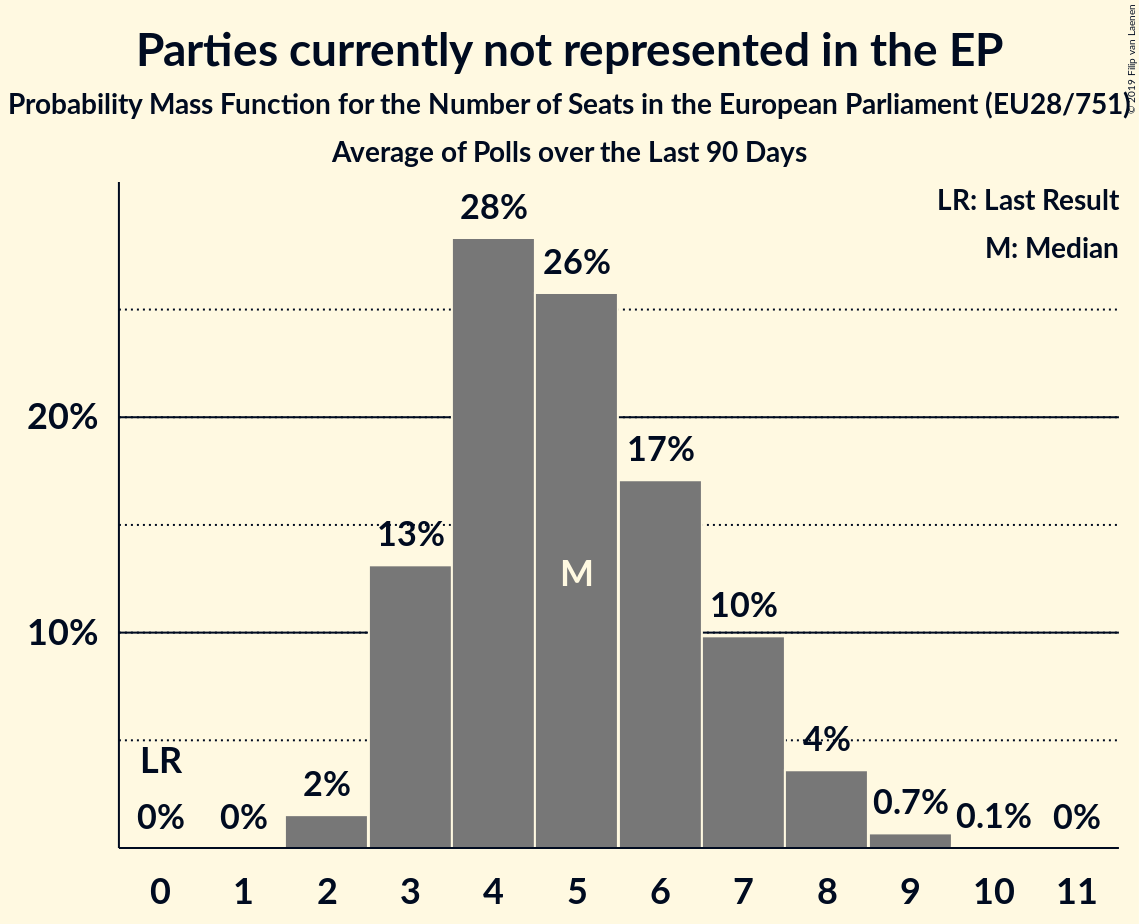 Parties currently not represented in the EP
Probability Mass Function for the Number of Seats in the European Parliament (EU28/751)
Average of Polls over the Last 90 Days
© 2019 Filip van Laenen
LR: Last Result
M: Median
28%
26%
20%
17%
13%
M
10%
10%
LR
4%
2%
0%
0%
0.7%
0.1%
0%
0 1 2 3 4 5 6 7 8 9 10 11